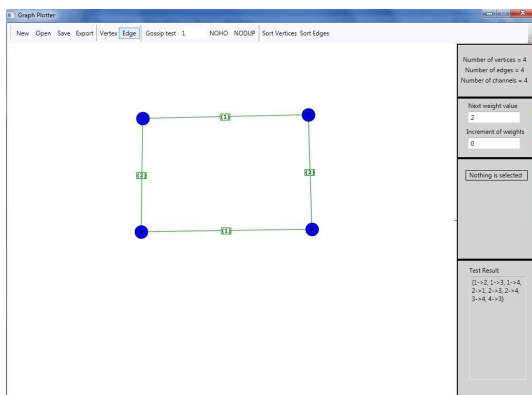 Graph Plotter
New Open Save Export Vertex Edge Gossip test 1 NOHO NODUP Sort Vertices Sort Edges
Number of vertices = 4
Number of edges = 4
Number of channels = 4
Next weight value
2
Increment of weights
0
Nothing is selected
{1}
{2}
{2}
{1}
Test Result
{1->2, 1->3, 1->4,
2->1, 2->3, 2->4,
3->4, 4->3}